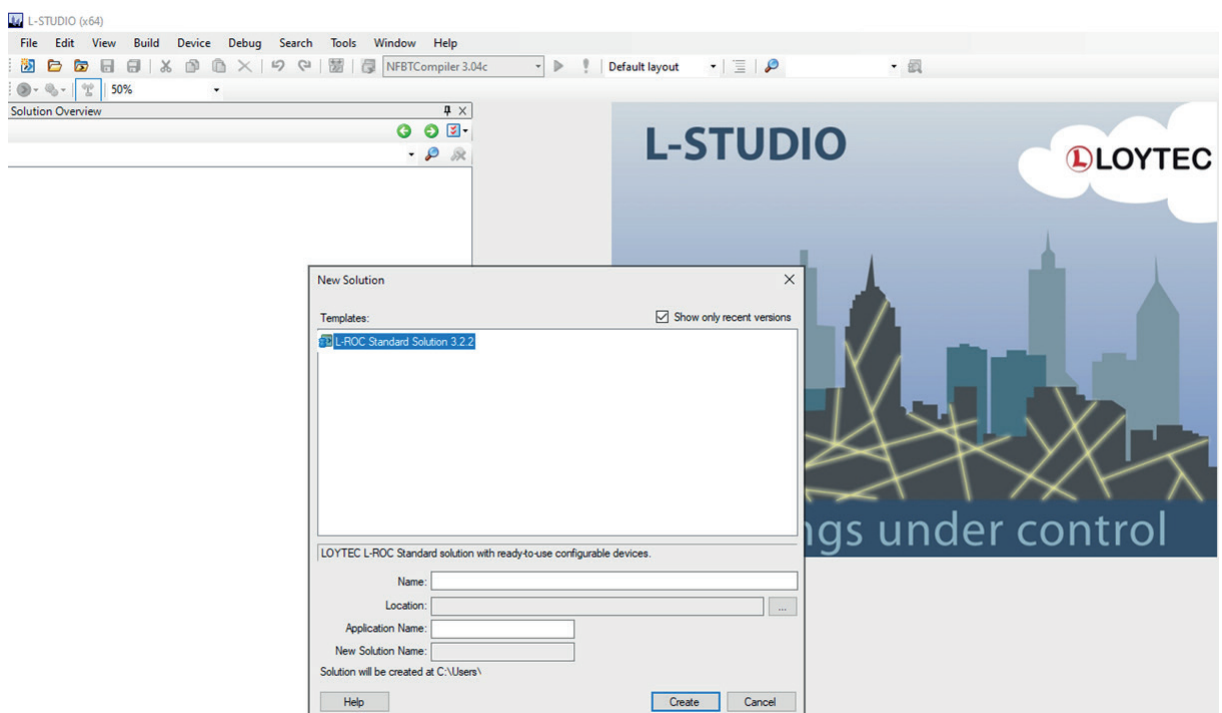 L-STUDIO (x64)
File Edit View Build Device Debug Search Tools Window Help
NFBTCompiler 3.04c Default layout
50%
Solution Overview
L-STUDIO
LOYTEC
New Solution
Templates: Show only recent versions
L-ROC Standard Solution 3.2.2
ngs under control
LOYTEC L-ROC Standard solution with ready-to-use configurable devices.
Name:
Location: ...
Application Name:
New Solution Name:
Solution will be created at C:\Users\
Help Create Cancel